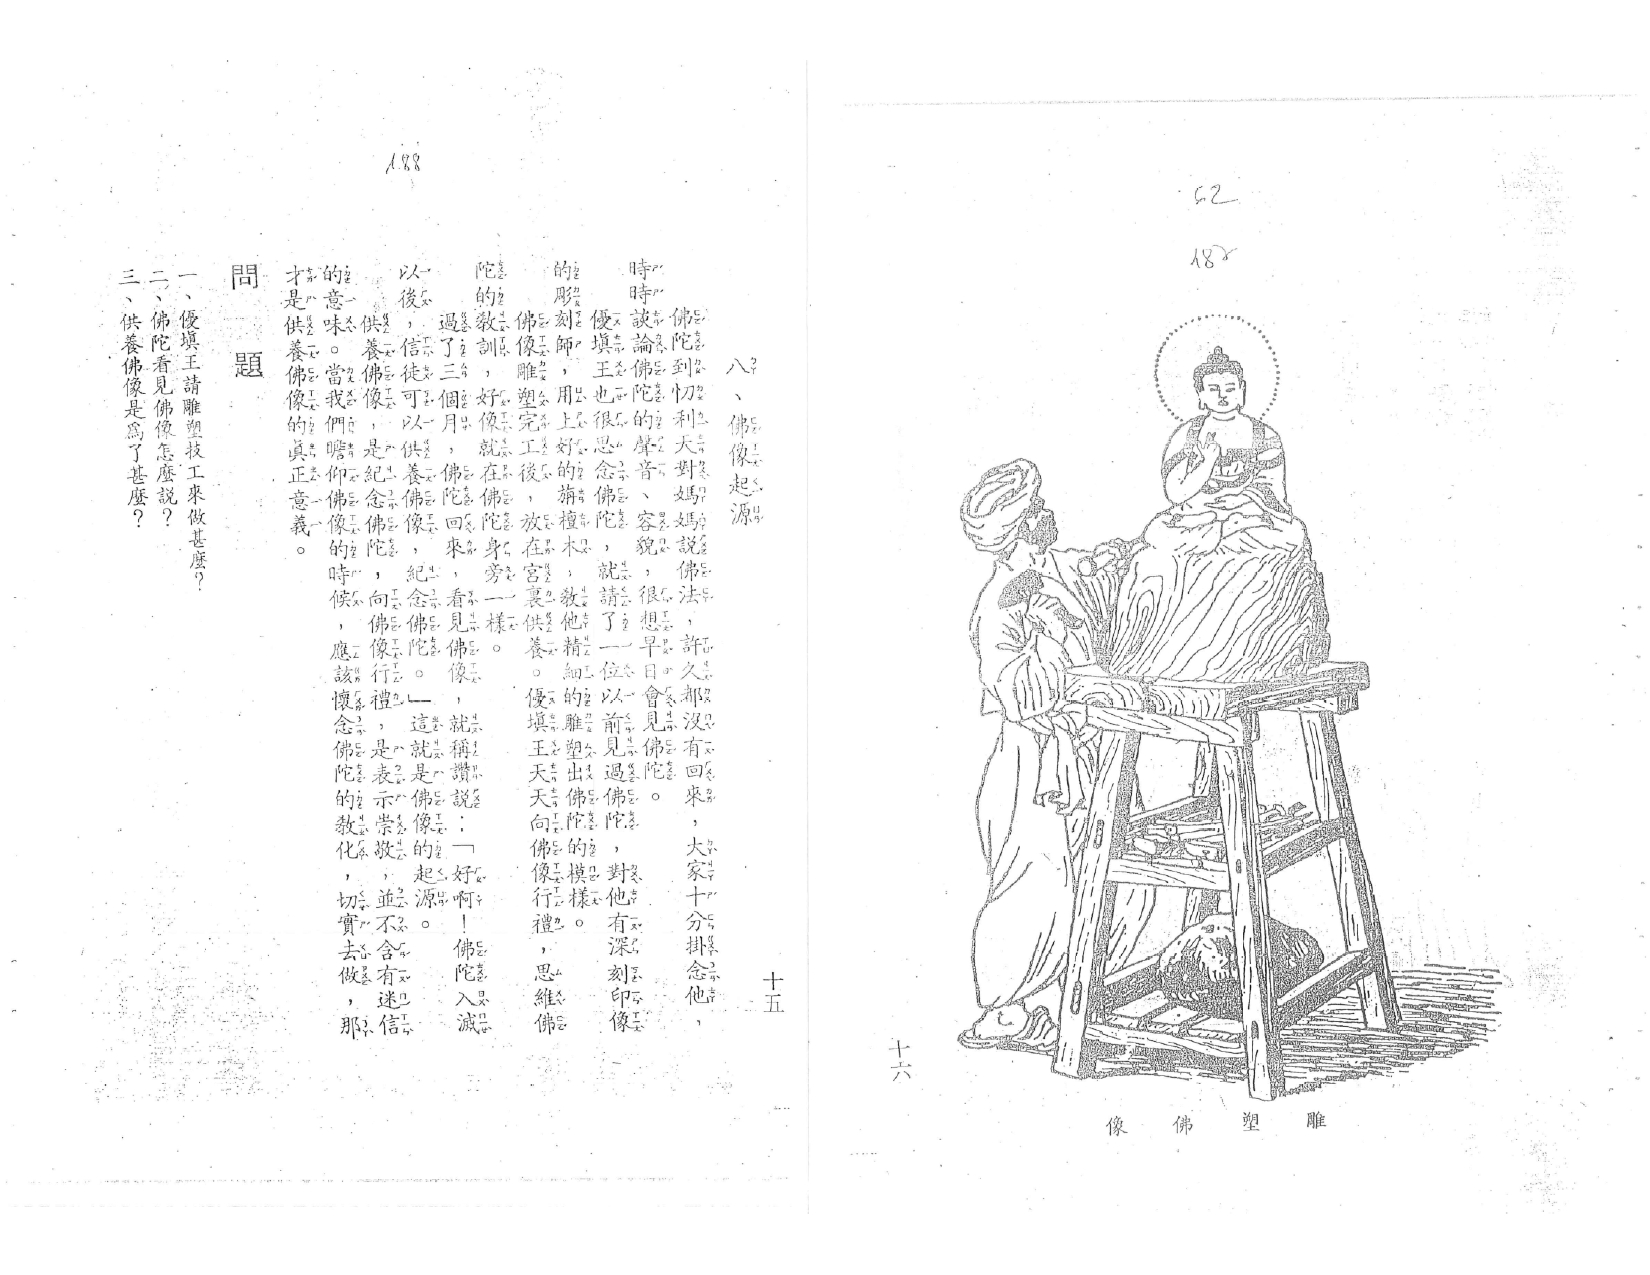 188
八、佛像起源
佛陀到忉利天對媽媽説佛法，許久都沒有回來，大家十分掛念他，
時時談論佛陀的聲音、容貌，很想早日會見佛陀。
優塡王也很思念佛陀，就請了一位以前見過佛陀，對他有深刻印像
的彫刻師，用上好的旃檀木，敎他精細的雕塑出佛陀的模樣。
佛像雕塑完工後，放在宮裏供養。優塡王天天向佛像行禮，思維佛
陀的敎訓，好像就在佛陀身旁一樣。
過了三個月，佛陀回來，看見佛像，就稱讚説：「好啊！佛陀入滅
以後，信徒可以供養佛像，紀念佛陀。」這就是佛像的起源。
供養佛像，是紀念佛陀，向佛像行禮，是表示崇敬，並不含有迷信
的意味。當我們瞻仰佛像的時候，應該懷念佛陀的敎化，切實去做，那
才是供養佛像的眞正意義。
問題
一、優塡王請雕塑技工來做甚麼？
二、佛陀看見佛像怎麼説？
三、供養佛像是爲了甚麼？
十五
62
182
雕塑佛像
十六